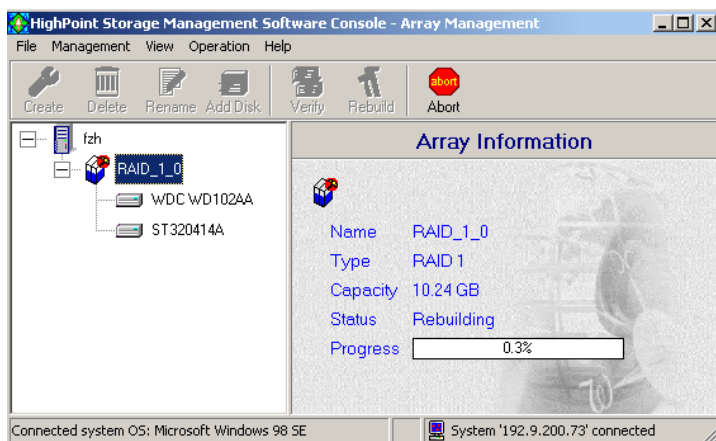 HighPoint Storage Management Software Console - Array Management
File Management View Operation Help
Create Delete Rename Add Disk Verify Rebuild abort Abort
fzh
RAID_1_0
WDC WD102AA
ST320414A
Array Information
Name RAID_1_0
Type RAID 1
Capacity 10.24 GB
Status Rebuilding
Progress 0.3%
Connected system OS: Microsoft Windows 98 SE System '192.9.200.73' connected